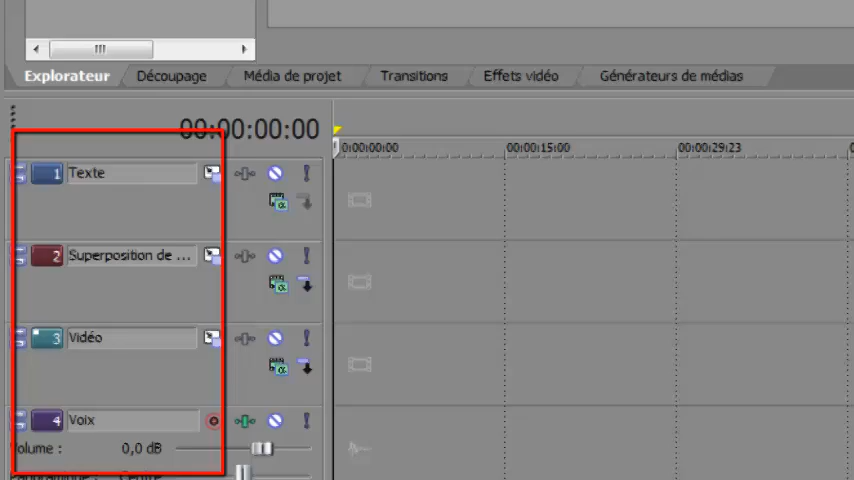 Explorateur Découpage Média de projet Transitions Effets vidéo Générateurs de médias
00:00:00:00
0:00:00:00 00:00:15:00 00:00:29:23
1 Texte
2 Superposition de ...
3 Vidéo
4 Voix
Volume : 0,0 dB